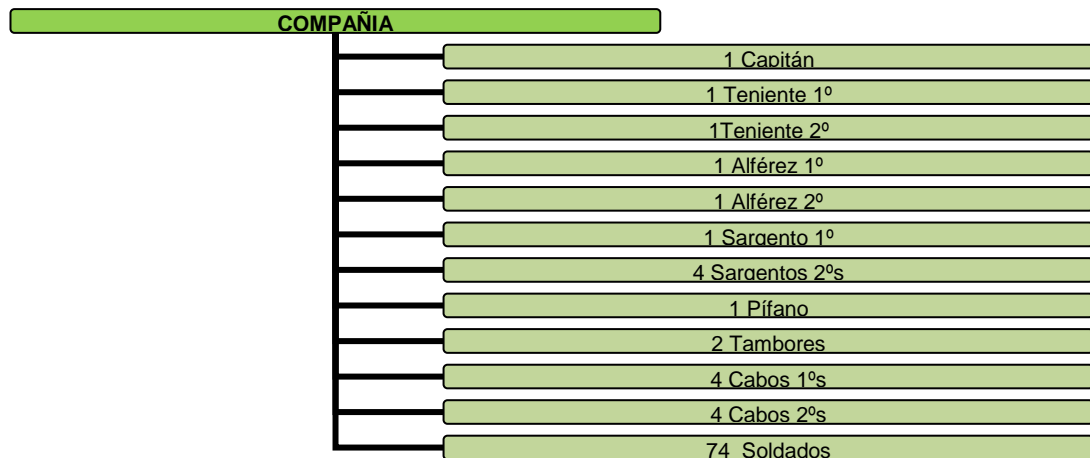 COMPAÑIA
1 Capitán
1 Teniente 1º
1Teniente 2º
1 Alférez 1º
1 Alférez 2º
1 Sargento 1º
4 Sargentos 2ºs
1 Pífano
2 Tambores
4 Cabos 1ºs
4 Cabos 2ºs
74 Soldados